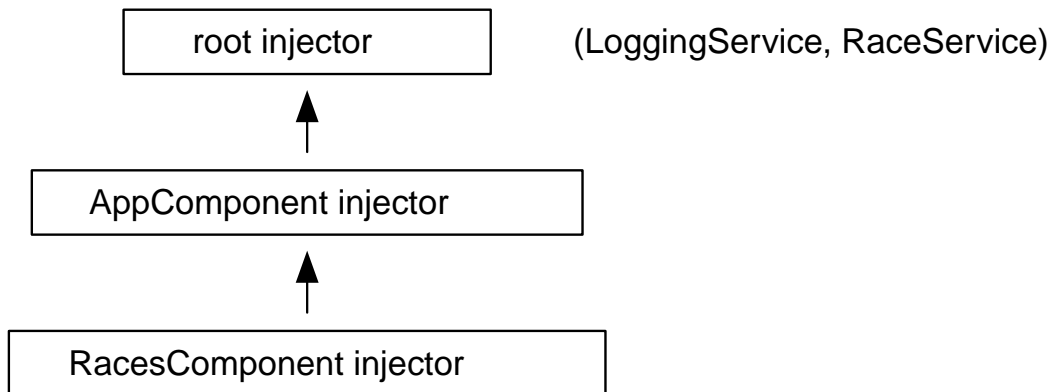 root injector (LoggingService, RaceService)
AppComponent injector
RacesComponent injector